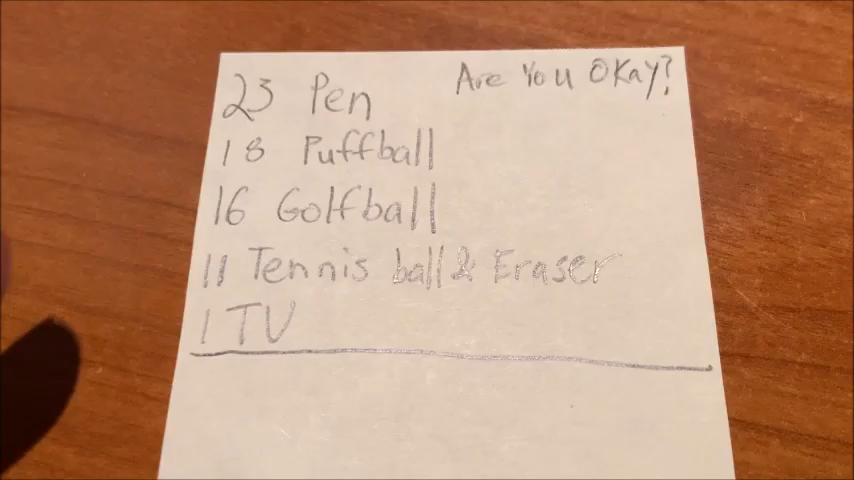 Are You Okay?
23 Pen
18 Puffball
16 Golfball
11 Tennis ball & Eraser
1 TV